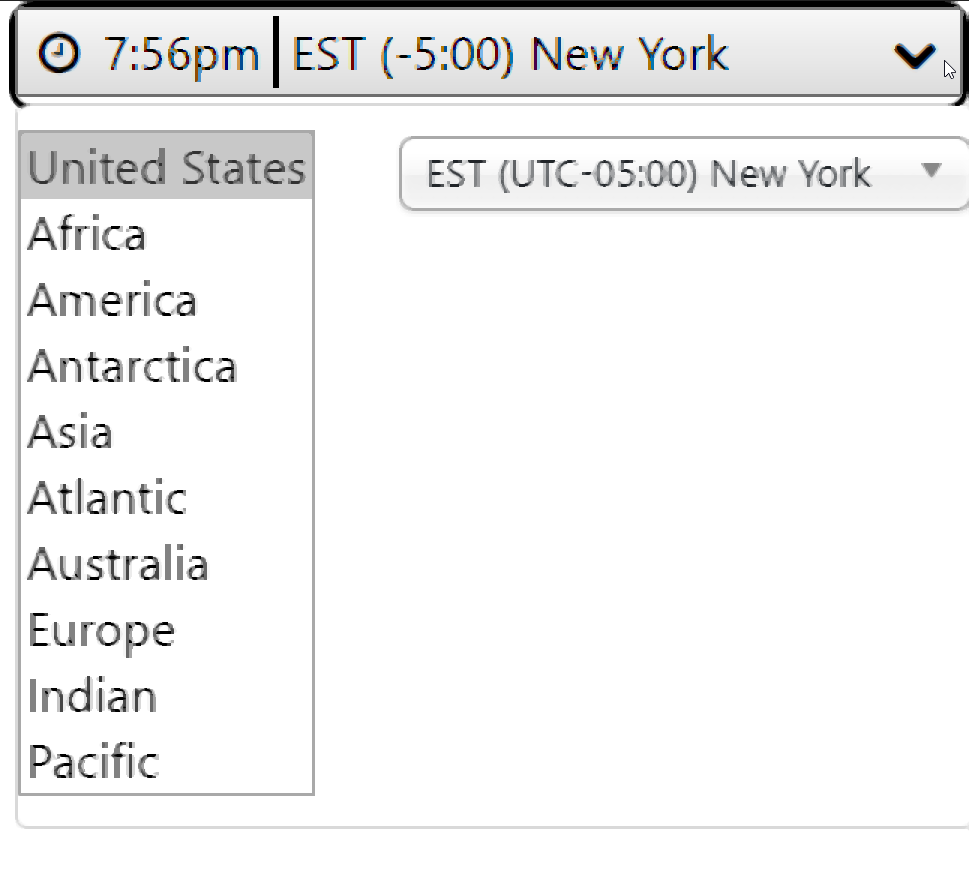 7:56pm EST (-5:00) New York
United States
EST (UTC-05:00) New York
Africa
America
Antarctica
Asia
Atlantic
Australia
Europe
Indian
Pacific